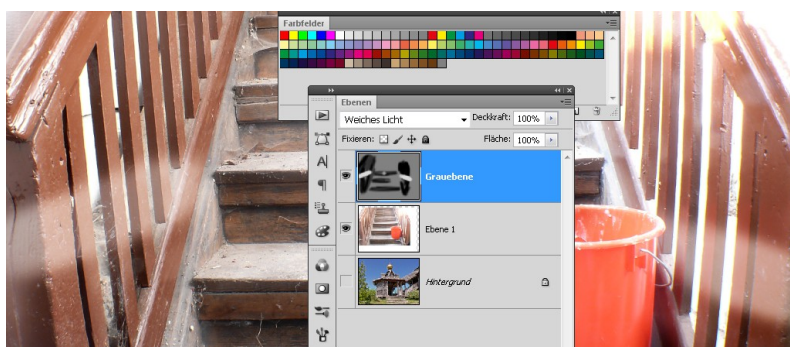 Farbfelder
Ebenen
Weiches Licht
Deckkraft: 100%
Fixieren:
Fläche: 100%
Grauebene
Ebene 1
Hintergrund